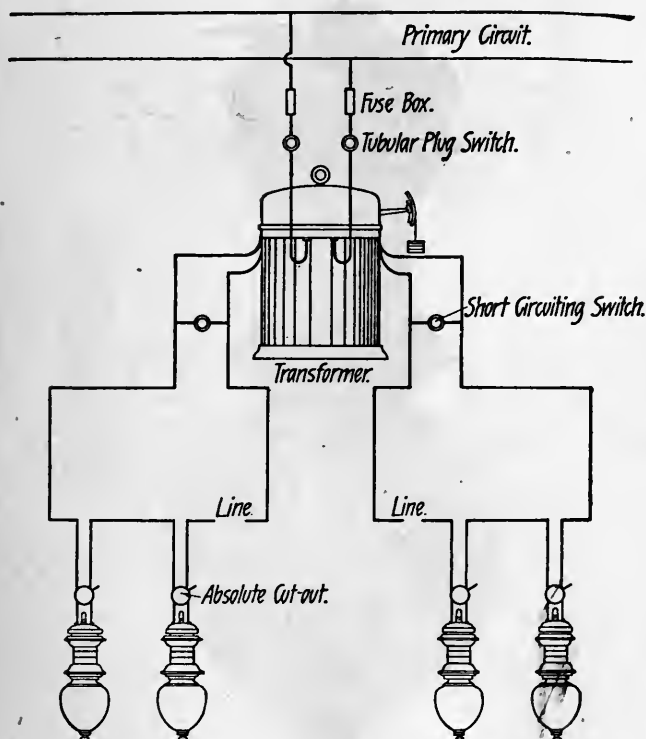 Primary Circuit.
Fuse Box.
Tubular Plug Switch.
Short Circuiting Switch.
Transformer.
Line.
Line.
Absolute Cut-out.